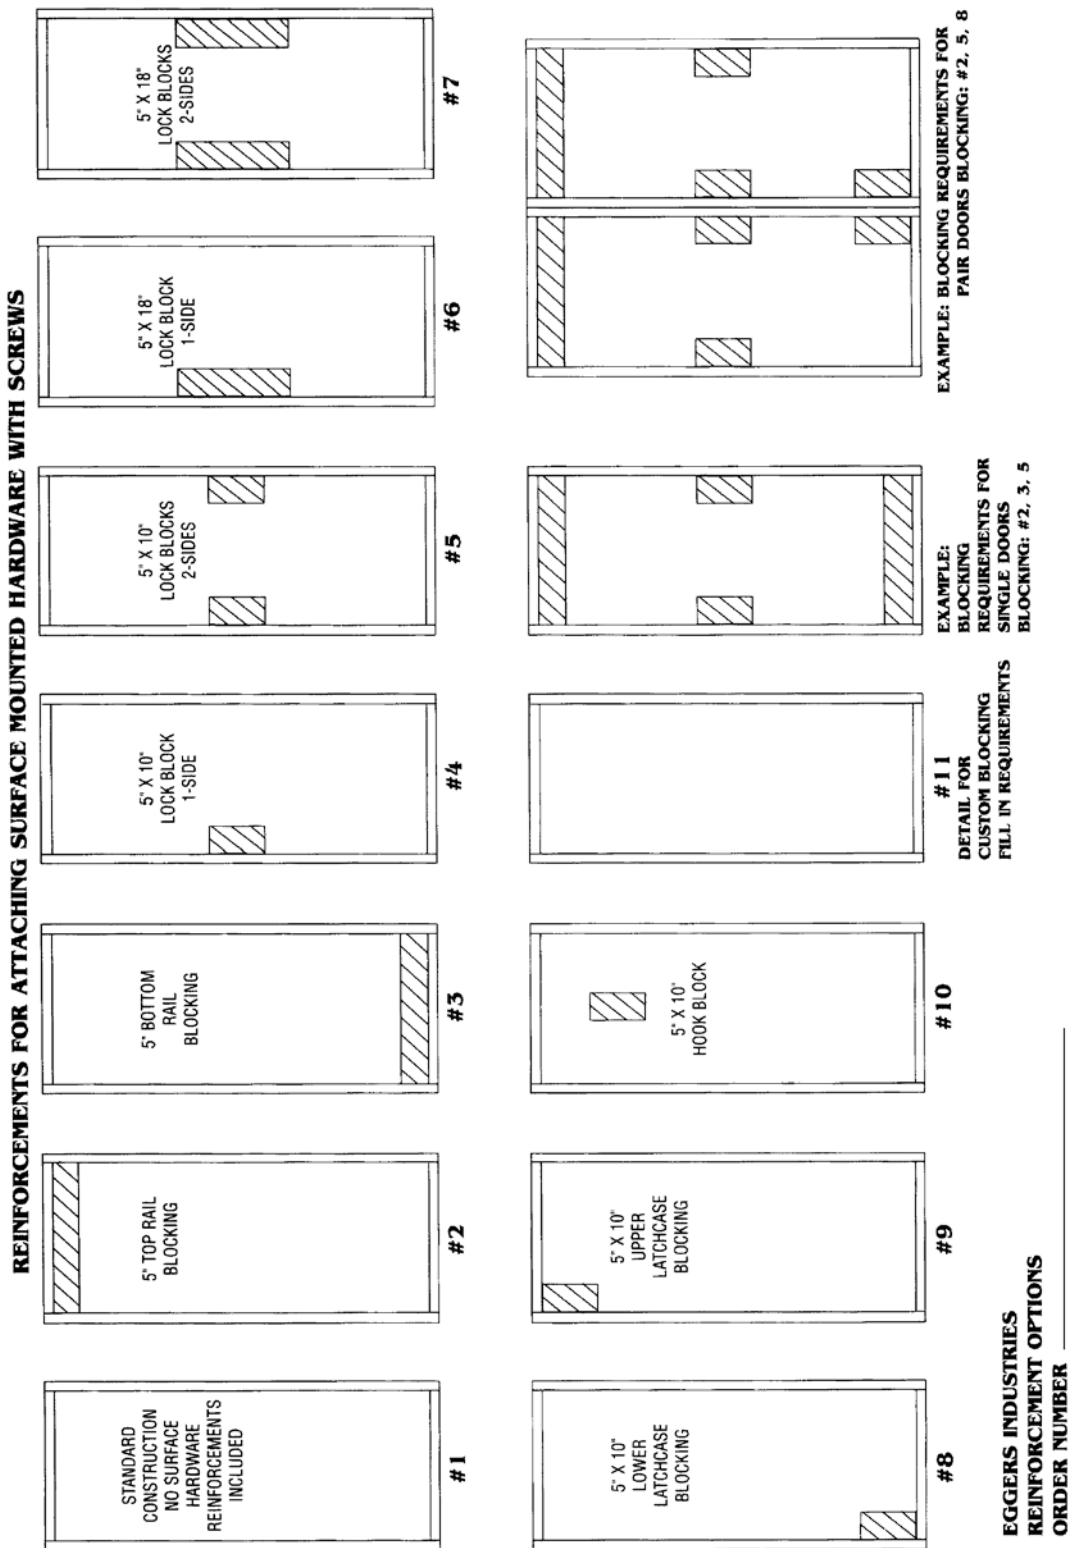 REINFORCEMENTS FOR ATTACHING SURFACE MOUNTED HARDWARE WITH SCREWS
STANDARD
CONSTRUCTION
NO SURFACE
HARDWARE
REINFORCEMENTS
INCLUDED
#1
5" TOP RAIL
BLOCKING
#2
5" BOTTOM
RAIL
BLOCKING
#3
5" X 10"
LOCK BLOCK
1-SIDE
#4
5" X 10"
LOCK BLOCKS
2-SIDES
#5
5" X 18"
LOCK BLOCK
1-SIDE
#6
5" X 18"
LOCK BLOCKS
2-SIDES
#7
5" X 10"
LOWER
LATCHCASE
BLOCKING
#8
5" X 10"
UPPER
LATCHCASE
BLOCKING
#9
5" X 10"
HOOK BLOCK
#10
#11
DETAIL FOR
CUSTOM BLOCKING
FILL IN REQUIREMENTS
EXAMPLE:
BLOCKING
REQUIREMENTS FOR
SINGLE DOORS
BLOCKING: #2, 3, 5
EXAMPLE: BLOCKING REQUIREMENTS FOR
PAIR DOORS BLOCKING: #2, 5, 8
EGGERS INDUSTRIES
REINFORCEMENT OPTIONS
ORDER NUMBER